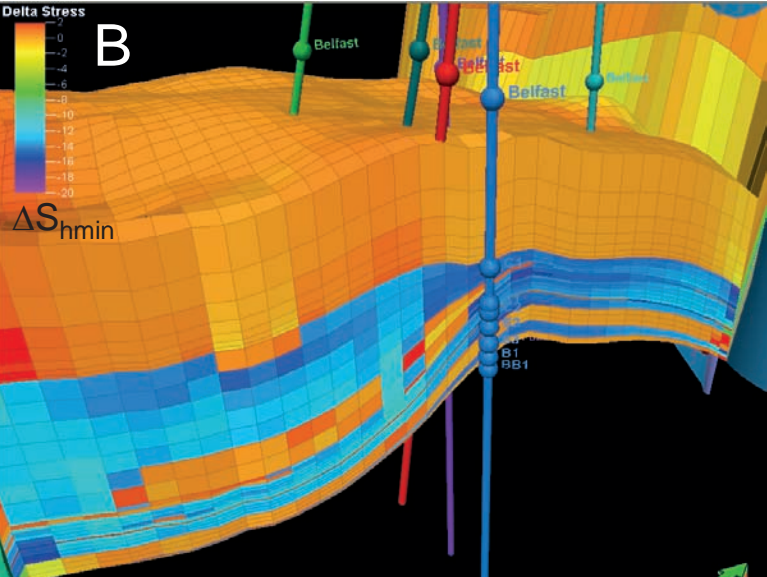 Delta Stress
B
2
0
-2
-4
-6
-8
-10
-12
-14
-16
-18
-20
ΔShmin
Belfast
Belfast
Belfast
Belfast
B1
BB1